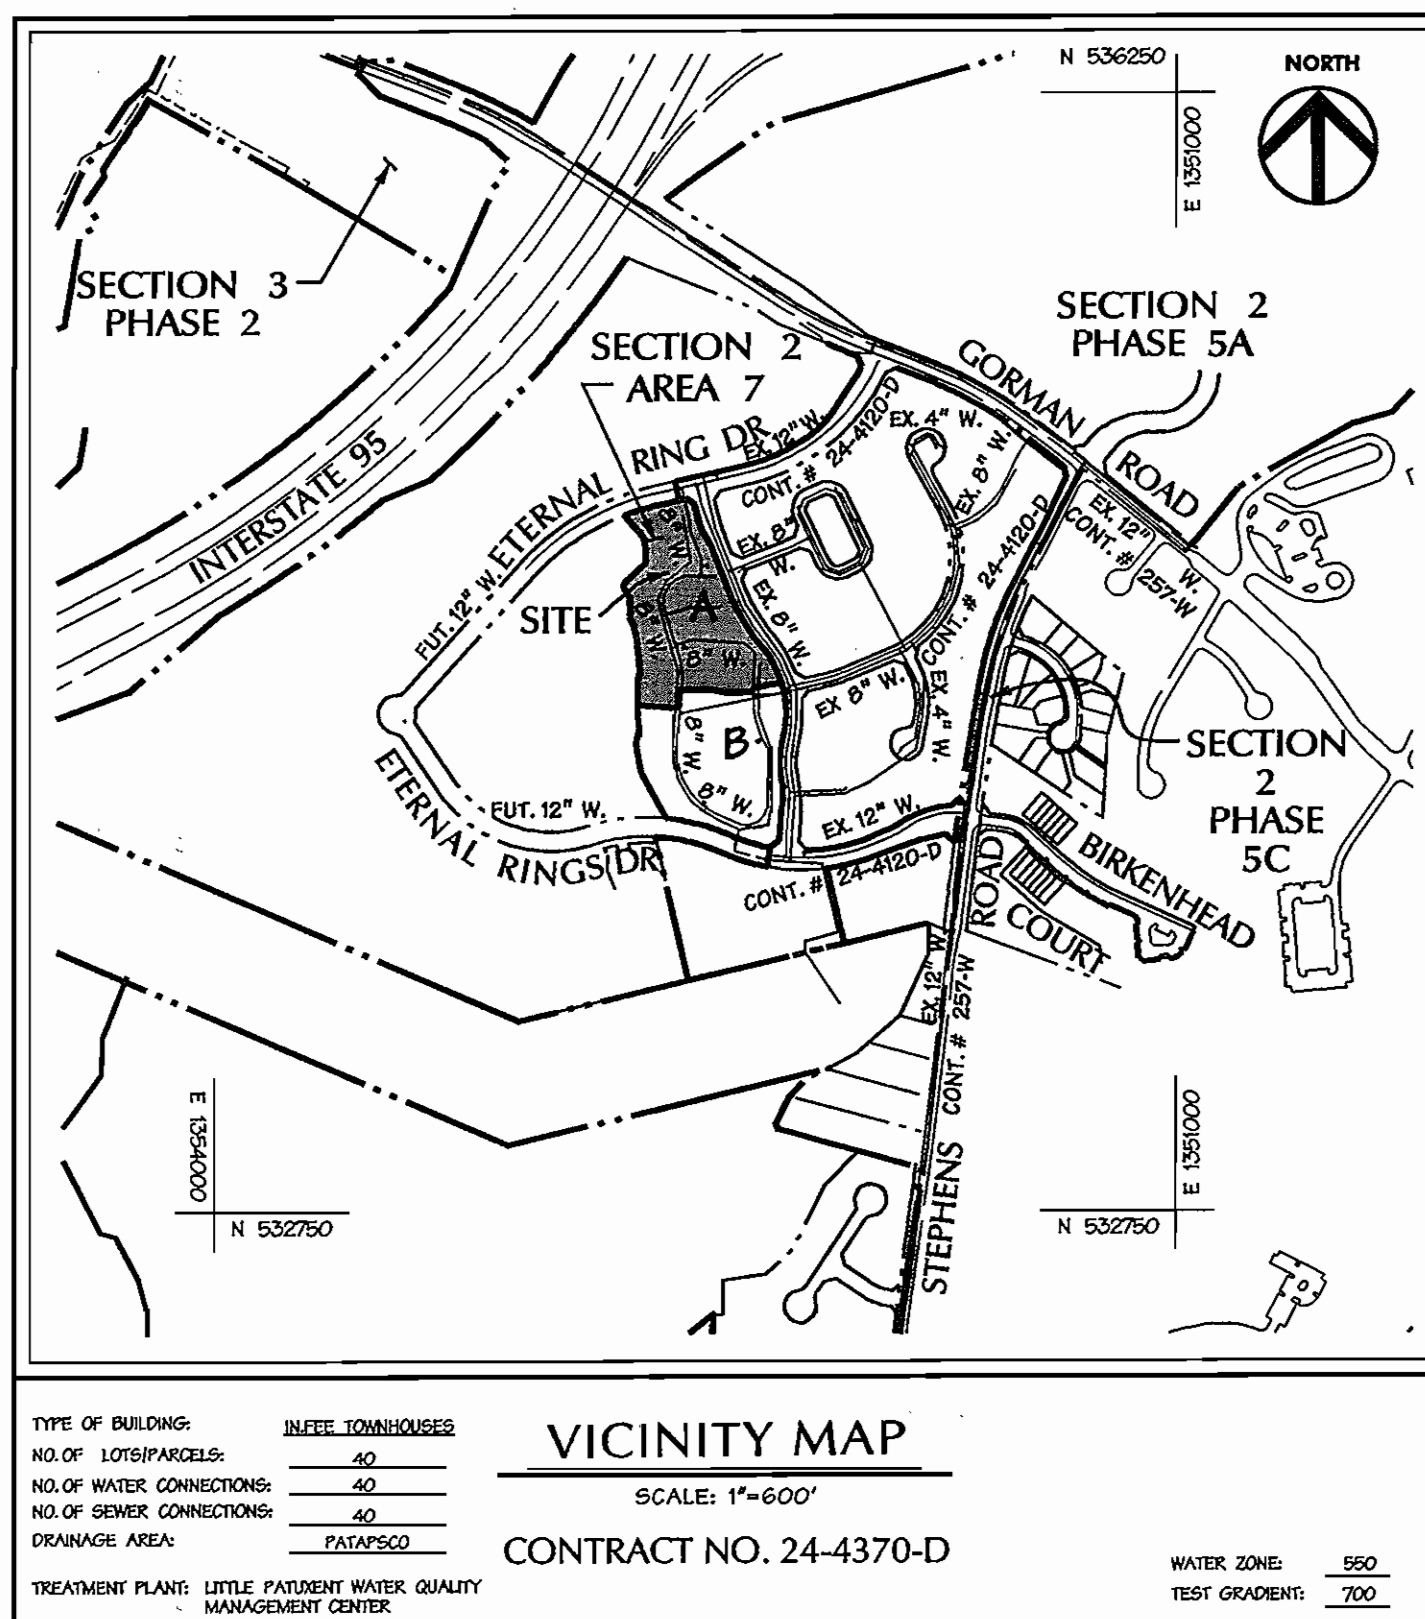 N 536250
E 1351000
NORTH
SECTION 3
PHASE 2
SECTION 2
AREA 7
SECTION 2
PHASE 5A
GORMAN
ROAD
INTERSTATE 95
ETERNAL RING DR
EX. 12" W.
CONT. # 24-4120-D
EX. 4" W.
EX. 8" W.
EX. 8"
W.
EX. 8" W.
CONT. # 24-4120-D
EX. 12"
W.
CONT. # 257-W
FUT. 12" W.
SITE
8" W.
A
8" W.
8" W.
EX 8" W.
EX. 4" W.
B
8" W.
8" W.
SECTION
2
PHASE
5C
ETERNAL RINGS DR
FUT. 12" W.
EX. 12" W.
CONT. # 24-4120-D
BIRKENHEAD
COURT
STEPHENS
ROAD
EX. 12" W.
CONT. # 257-W
E 1354000
N 532750
E 1351000
N 532750
TYPE OF BUILDING: IN.FEE TOWNHOUSES
NO. OF LOTS/PARCELS: 40
NO. OF WATER CONNECTIONS: 40
NO. OF SEWER CONNECTIONS: 40
DRAINAGE AREA: PATAPSCO
TREATMENT PLANT: LITTLE PATUXENT WATER QUALITY
MANAGEMENT CENTER
VICINITY MAP
SCALE: 1"=600'
CONTRACT NO. 24-4370-D
WATER ZONE: 550
TEST GRADIENT: 700